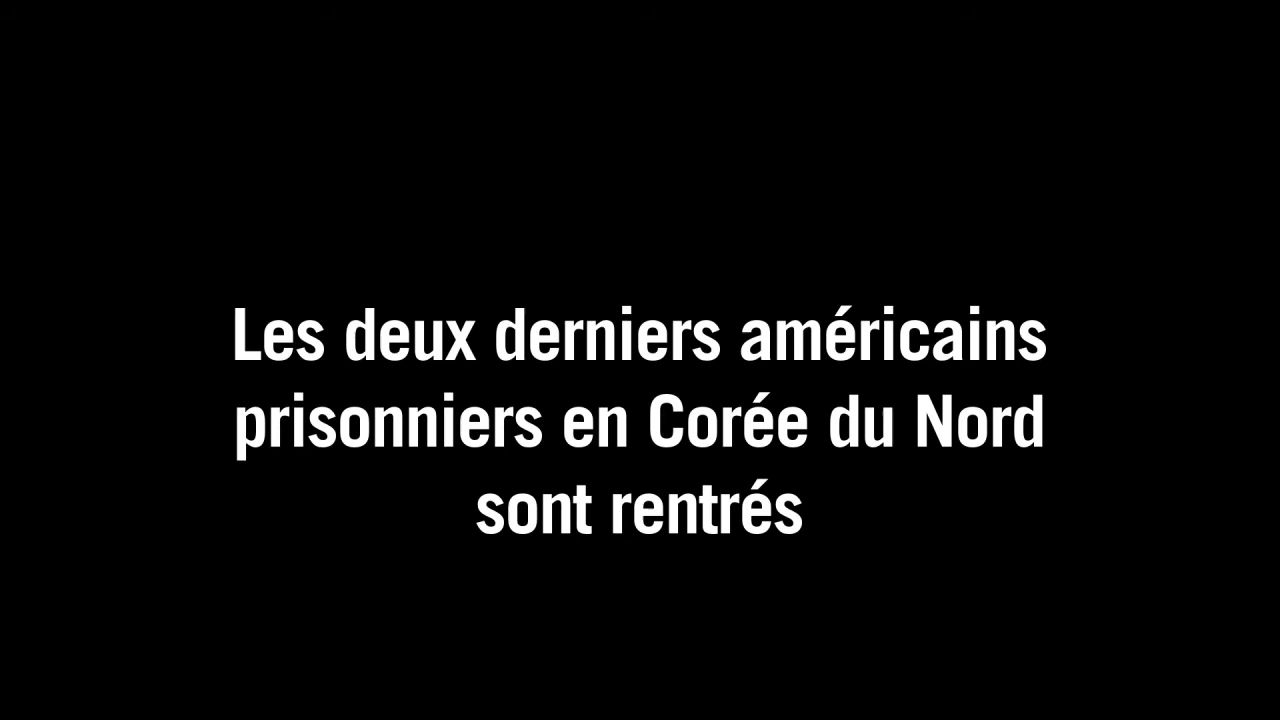 Les deux derniers américains
prisonniers en Corée du Nord
sont rentrés